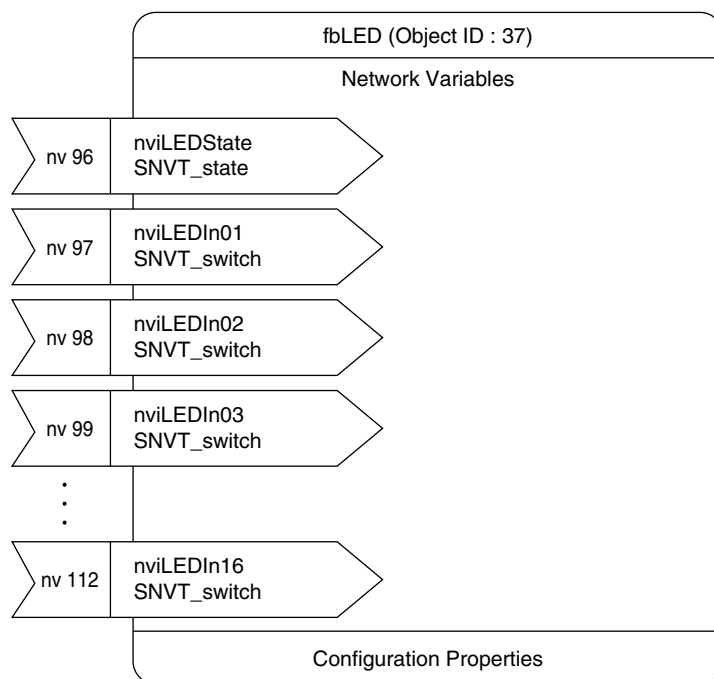 fbLED (Object ID : 37)
Network Variables
nv 96
nviLEDState
SNVT_state
nv 97
nviLEDIn01
SNVT_switch
nv 98
nviLEDIn02
SNVT_switch
nv 99
nviLEDIn03
SNVT_switch
nv 112
nviLEDIn16
SNVT_switch
Configuration Properties